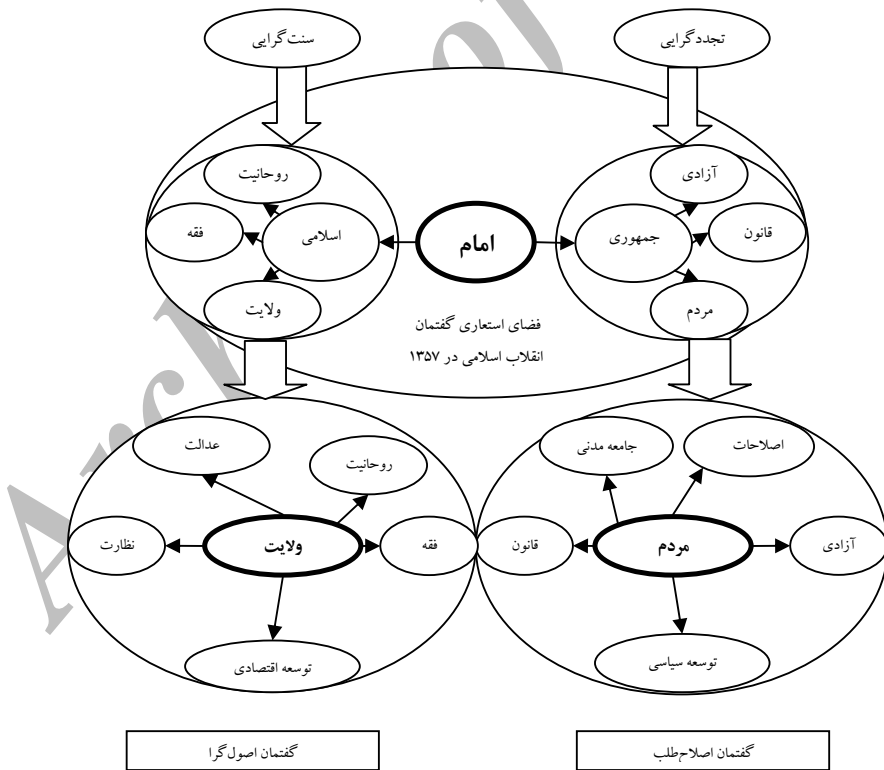 تجددگرایی
سنت‌گرایی
آزادی
روحانیت
قانون
جمهوری
امام
اسلامی
فقه
مردم
ولایت
فضای استعاری گفتمان
انقلاب اسلامی در ۱۳۵۷
اصلاحات
جامعه مدنی
روحانیت
عدالت
آزادی
مردم
قانون
فقه
ولایت
نظارت
توسعه سیاسی
توسعه اقتصادی
گفتمان اصلاح‌طلب
گفتمان اصول‌گرا